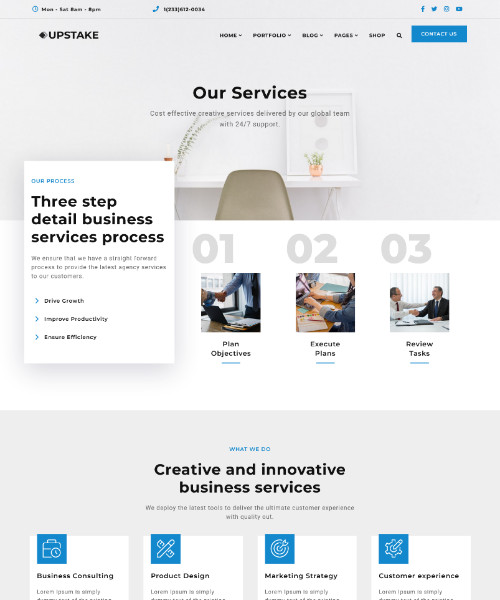 Mon - Sat 8am - 8pm
1(233)612-0034
UPSTAKE
HOME
PORTFOLIO
BLOG
PAGES
SHOP
CONTACT US
Our Services
Cost effective creative services delivered by our global team
with 24/7 support.
OUR PROCESS
Three step
detail business
services process
We ensure that we have a straight forward
process to provide the latest agency services
to our customers.
Drive Growth
Improve Productivity
Ensure Efficiency
01
02
03
Plan
Objectives
Execute
Plans
Review
Tasks
WHAT WE DO
Creative and innovative
business services
We deploy the latest tools to deliver the ultimate customer experience
with quality out.
Business Consulting
Lorem Ipsum is simply
Product Design
Lorem Ipsum is simply
Marketing Strategy
Lorem Ipsum is simply
Customer experience
Lorem Ipsum is simply